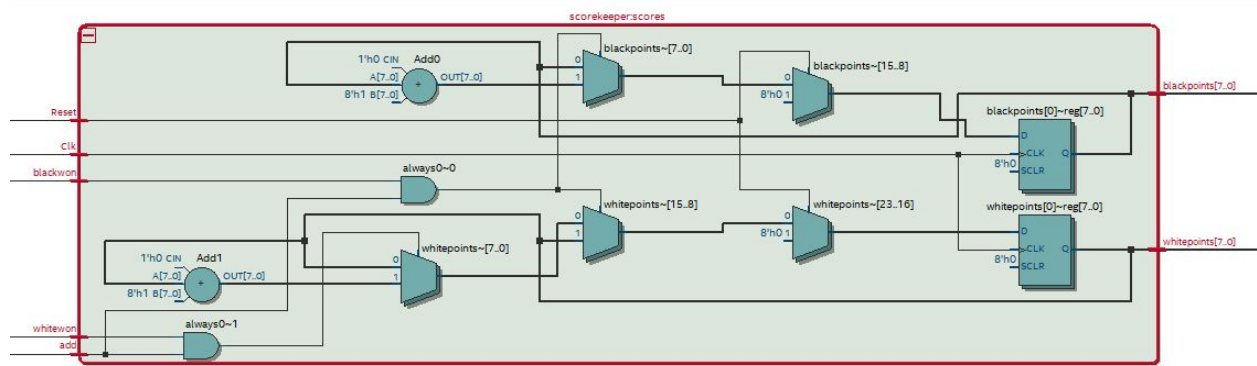 scorekeeper:scores
blackpoints~[7..0]
1'h0 CIN
Add0
A[7..0]
+
OUT[7..0]
8'h1 B[7..0]
0
1
blackpoints~[15..8]
0
8'h0 1
blackpoints[7..0]
Reset
blackpoints[0]~reg[7..0]
D
CLK
Q
8'h0
SCLR
Clk
blackwon
always0~0
whitepoints~[15..8]
0
1
whitepoints~[23..16]
0
8'h0 1
whitepoints[0]~reg[7..0]
D
CLK
Q
8'h0
SCLR
whitepoints[7..0]
whitepoints~[7..0]
0
1
1'h0 CIN
Add1
A[7..0]
+
OUT[7..0]
8'h1 B[7..0]
whitewon
add
always0~1